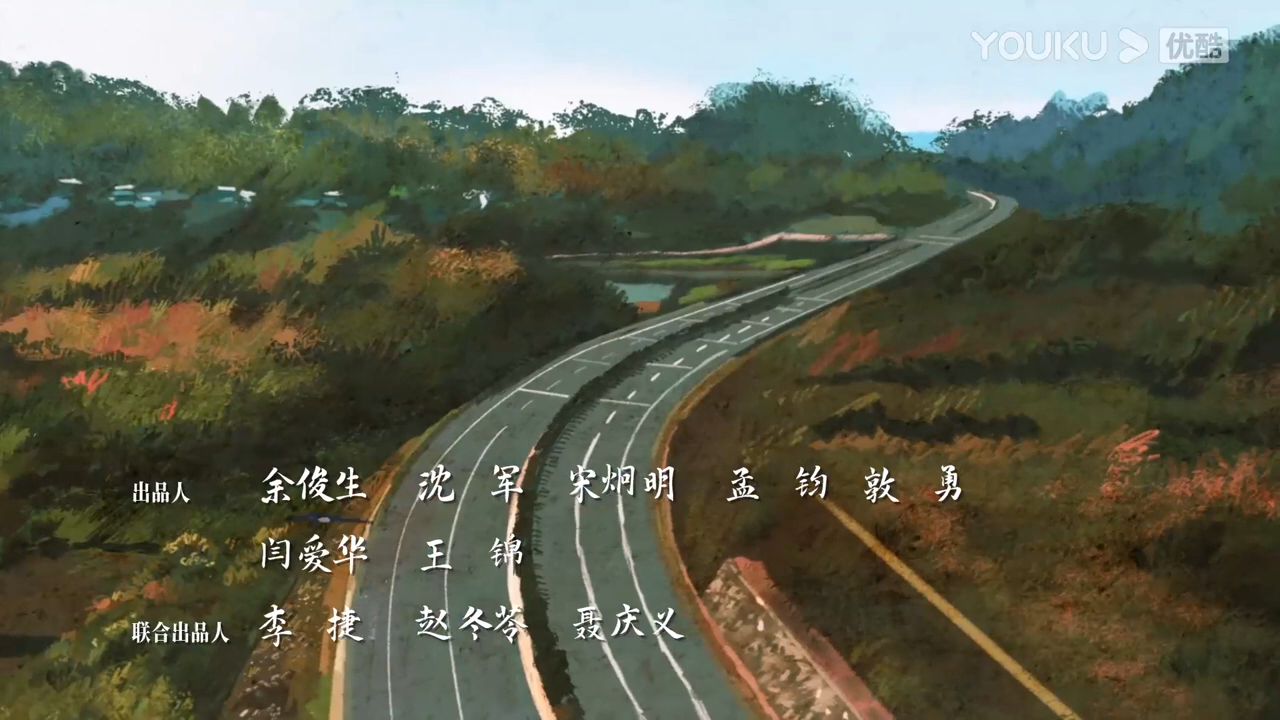 YOUKU 优酷
出品人 余俊生 沈军 宋炯明 孟钧 敦勇
闫爱华 王锦
联合出品人 李捷 赵冬苓 聂庆义